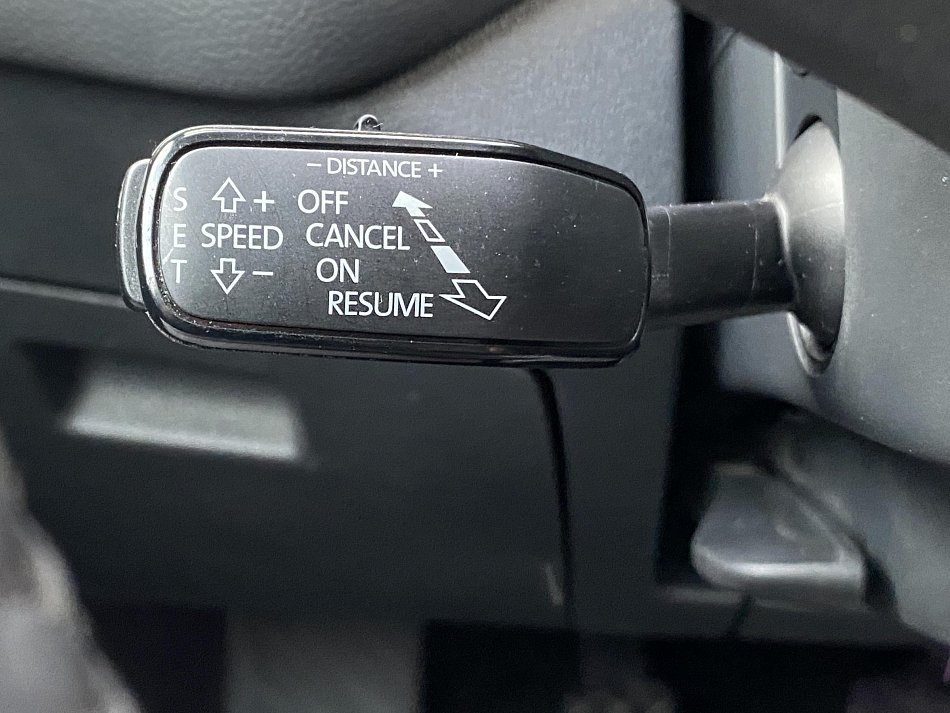 − DISTANCE +
S + OFF
E SPEED CANCEL
T − ON
RESUME